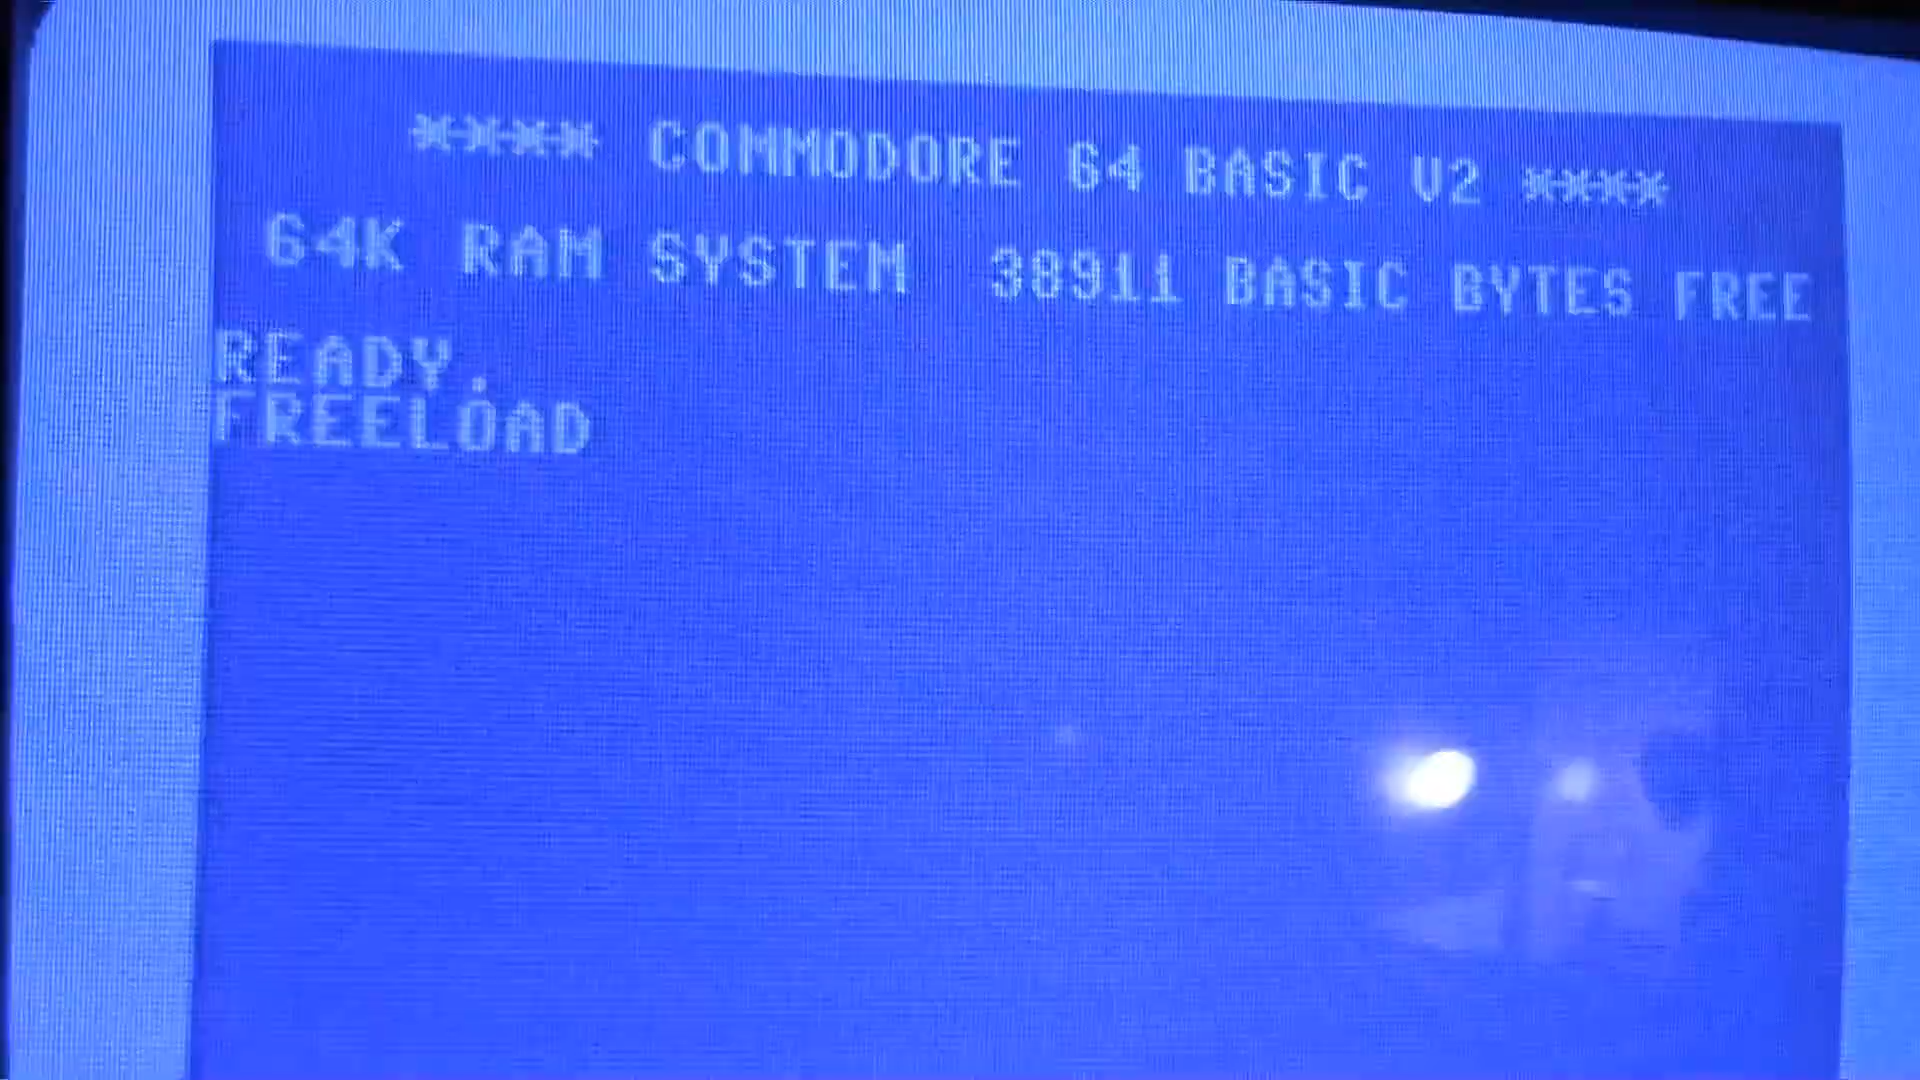 **** COMMODORE 64 BASIC V2 ****
64K RAM SYSTEM 38911 BASIC BYTES FREE
READY.
FREELOAD